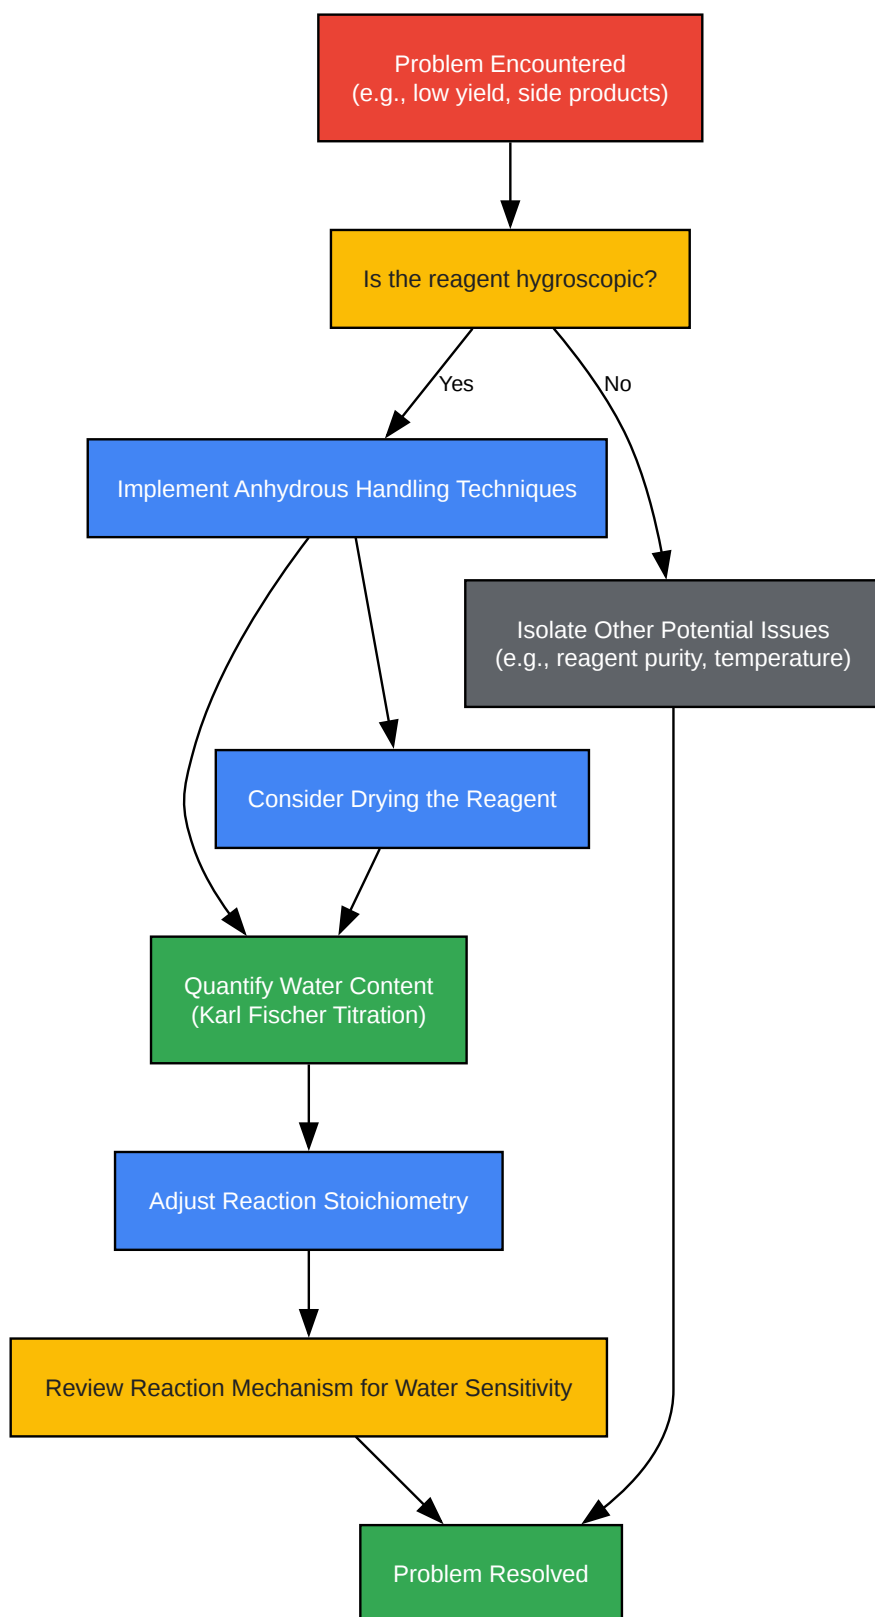 Problem Encountered
(e.g., low yield, side products)
Is the reagent hygroscopic?
Yes
No
Implement Anhydrous Handling Techniques
Isolate Other Potential Issues
(e.g., reagent purity, temperature)
Consider Drying the Reagent
Quantify Water Content
(Karl Fischer Titration)
Adjust Reaction Stoichiometry
Review Reaction Mechanism for Water Sensitivity
Problem Resolved